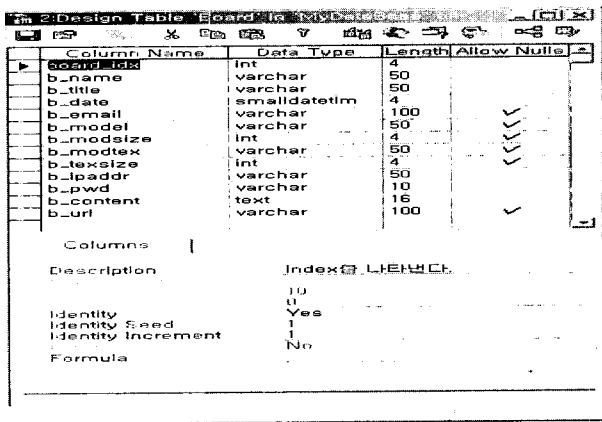 2:Design Table 'Board' in 'MyDataBase'
Column Name Data Type Length Allow Nulls
board_idx int 4
b_name varchar 50
b_title varchar 50
b_date smalldatetim 4
b_email varchar 100 ✓
b_model varchar 50 ✓
b_modsize int 4 ✓
b_modtex varchar 50 ✓
b_texsize int 4 ✓
b_ipaddr varchar 50
b_pwd varchar 10
b_content text 16
b_url varchar 100 ✓
Columns
Description Index를 나타낸다.
10
0
Identity Yes
Identity Seed 1
Identity Increment 1
No
Formula